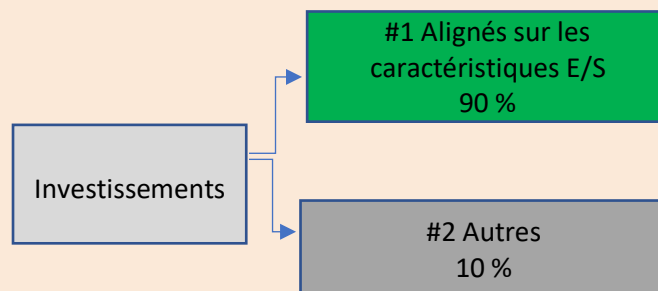 #1 Alignés sur les
caractéristiques E/S
90 %
Investissements
#2 Autres
10 %